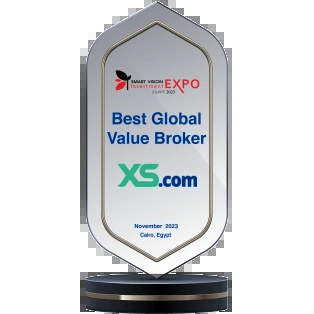 SMART VISION
Investment EXPO
EGYPT 2023
Best Global
Value Broker
XS.com
November 2023
Cairo, Egypt